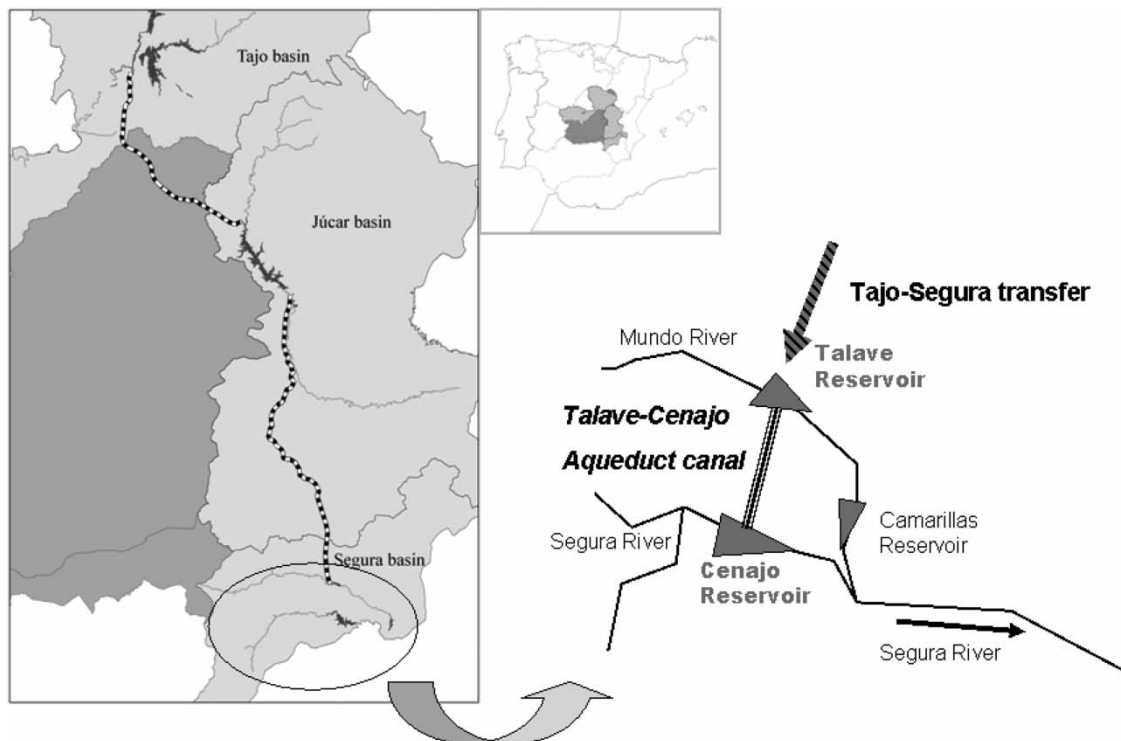 Tajo basin
Júcar basin
Segura basin
Tajo-Segura transfer
Mundo River
Talave
Reservoir
Talave-Cenajo
Aqueduct canal
Segura River
Camarillas
Reservoir
Cenajo
Reservoir
Segura River